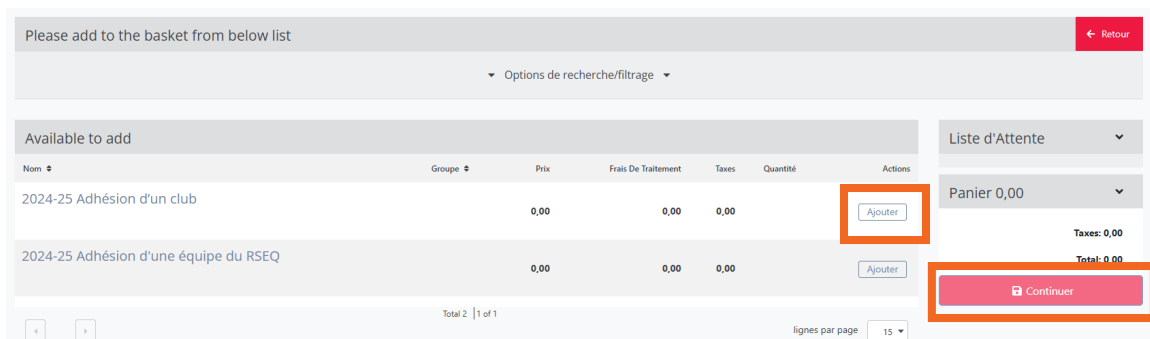 Please add to the basket from below list
Retour
Options de recherche/filtrage
Available to add
Nom Groupe Prix Frais De Traitement Taxes Quantité Actions
2024-25 Adhésion d'un club
0,00 0,00 0,00 Ajouter
2024-25 Adhésion d'une équipe du RSEQ
0,00 0,00 0,00 Ajouter
Total 2 | 1 of 1
lignes par page 15
Liste d'Attente
Panier 0,00
Taxes: 0,00
Total: 0,00
Continuer